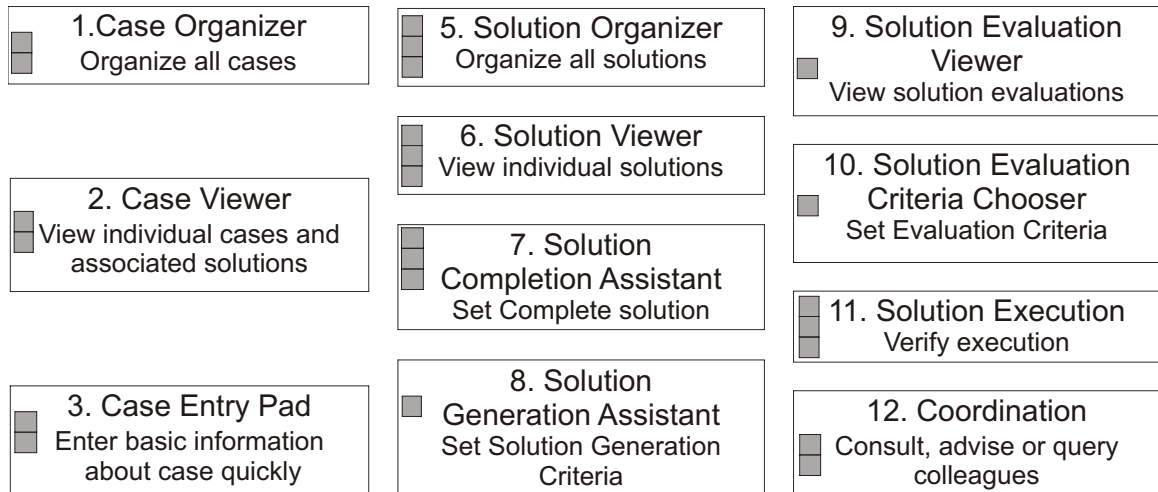 1.Case Organizer
Organize all cases
2. Case Viewer
View individual cases and
associated solutions
3. Case Entry Pad
Enter basic information
about case quickly
5. Solution Organizer
Organize all solutions
6. Solution Viewer
View individual solutions
7. Solution
Completion Assistant
Set Complete solution
8. Solution
Generation Assistant
Set Solution Generation
Criteria
9. Solution Evaluation
Viewer
View solution evaluations
10. Solution Evaluation
Criteria Chooser
Set Evaluation Criteria
11. Solution Execution
Verify execution
12. Coordination
Consult, advise or query
colleagues